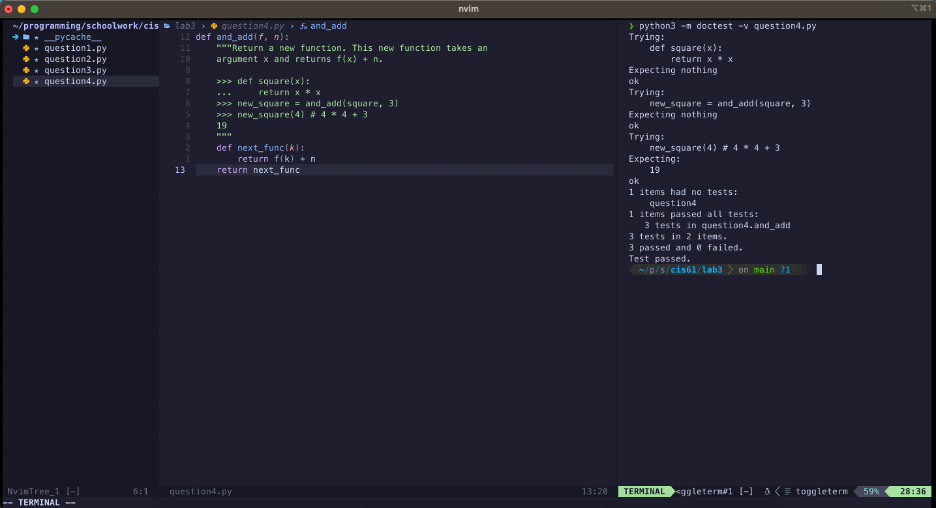 nvim
⌥⌘1
~/programming/schoolwork/cis
__pycache__
question1.py
question2.py
question3.py
question4.py
lab3 › question4.py › and_add
12 def and_add(f, n):
11 """Return a new function. This new function takes an
10 argument x and returns f(x) + n.
9
8 >>> def square(x):
7 ... return x * x
6 >>> new_square = and_add(square, 3)
5 >>> new_square(4) # 4 * 4 + 3
4 19
3 """
2 def next_func(k):
1 return f(k) + n
13 return next_func
❯ python3 -m doctest -v question4.py
Trying:
def square(x):
return x * x
Expecting nothing
ok
Trying:
new_square = and_add(square, 3)
Expecting nothing
ok
Trying:
new_square(4) # 4 * 4 + 3
Expecting:
19
ok
1 items had no tests:
question4
1 items passed all tests:
3 tests in question4.and_add
3 tests in 2 items.
3 passed and 0 failed.
Test passed.
~/p/s/cis61/lab3 on main ?1
NvimTree_1 [-] 6:1
question4.py 13:20
TERMINAL <ggleterm#1 [-] toggleterm 59% 28:36
-- TERMINAL --